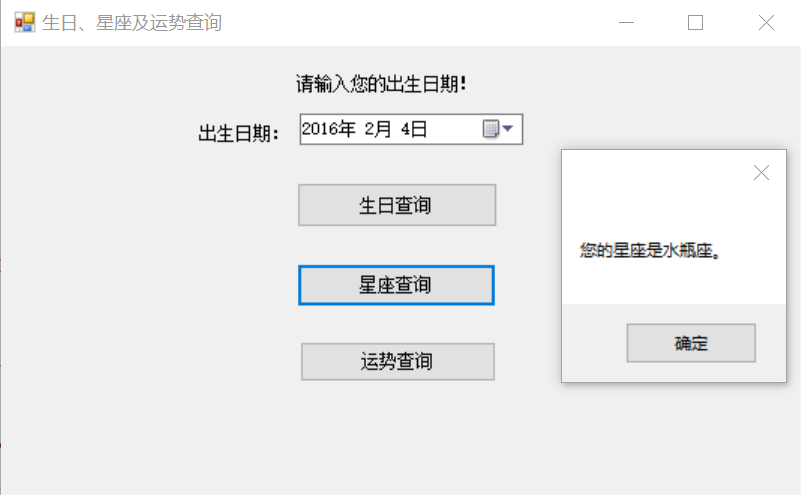 生日、星座及运势查询
请输入您的出生日期!
出生日期：
2016年 2月 4日
生日查询
星座查询
运势查询
您的星座是水瓶座。
确定